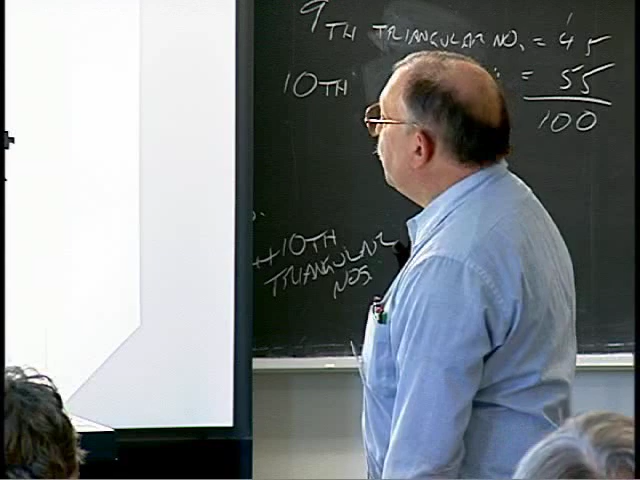 9TH TRIANGULAR NO. = 45
10TH = 55
100
+ 10TH
TRIANGULAR
NOS.